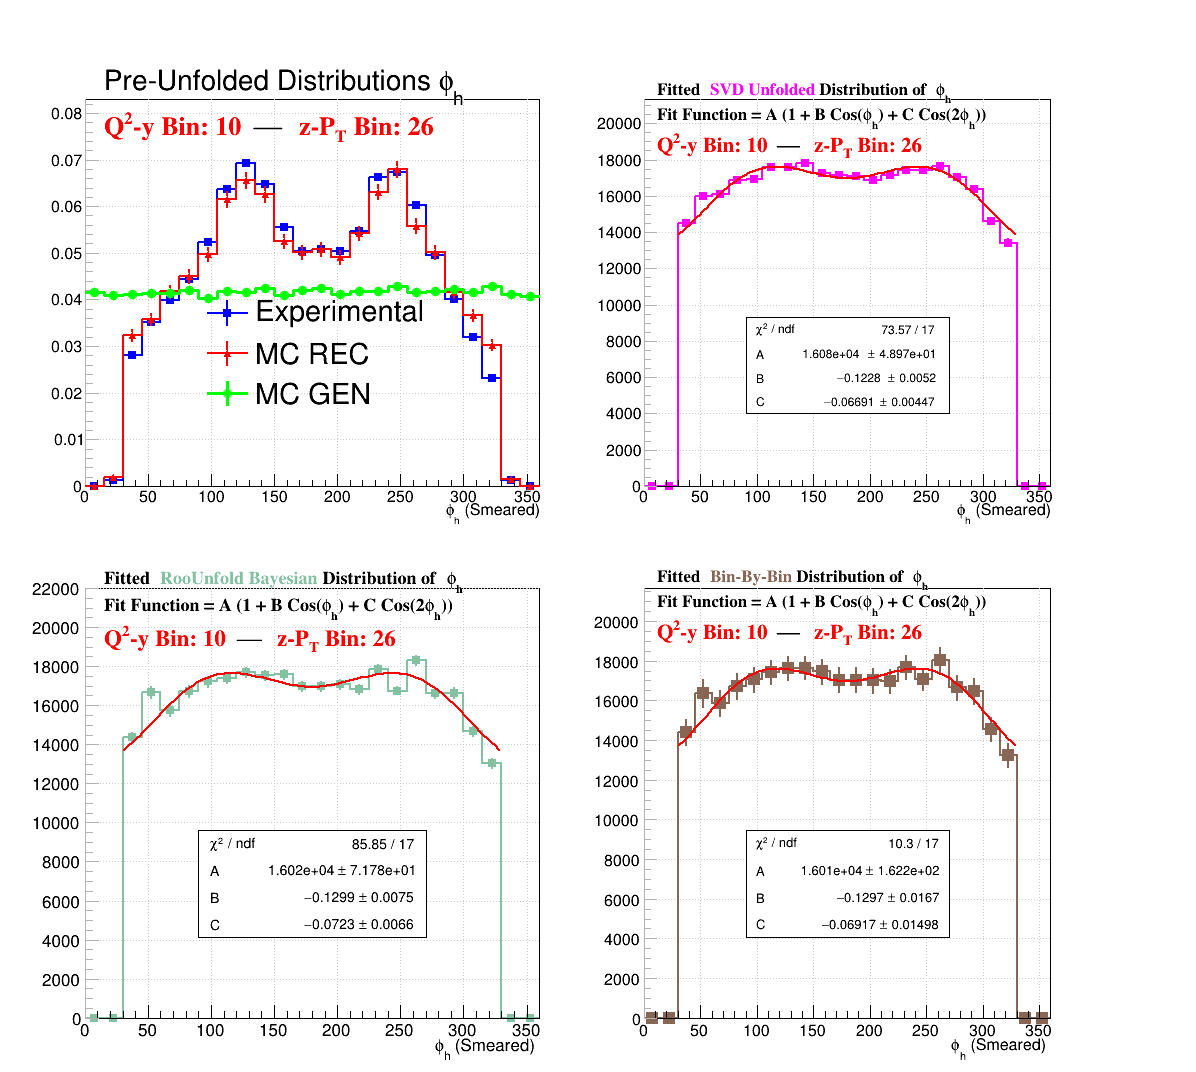 Pre-Unfolded Distributions ϕh
Q2-y Bin: 10 — z-PT Bin: 26
0.08
0.07
0.06
0.05
0.04
0.03
0.02
0.01
0
Experimental
MC REC
MC GEN
0 50 100 150 200 250 300 350
ϕh (Smeared)
Fitted SVD Unfolded Distribution of ϕh
Fit Function = A (1 + B Cos(ϕh) + C Cos(2ϕh))
Q2-y Bin: 10 — z-PT Bin: 26
20000
18000
16000
14000
12000
10000
8000
6000
4000
2000
0
χ2 / ndf 73.57 / 17
A 1.608e+04 ± 4.897e+01
B −0.1228 ± 0.0052
C −0.06691 ± 0.00447
0 50 100 150 200 250 300 350
ϕh (Smeared)
Fitted RooUnfold Bayesian Distribution of ϕh
Fit Function = A (1 + B Cos(ϕh) + C Cos(2ϕh))
Q2-y Bin: 10 — z-PT Bin: 26
22000
20000
18000
16000
14000
12000
10000
8000
6000
4000
2000
0
χ2 / ndf 85.85 / 17
A 1.602e+04 ± 7.178e+01
B −0.1299 ± 0.0075
C −0.0723 ± 0.0066
0 50 100 150 200 250 300 350
ϕh (Smeared)
Fitted Bin-By-Bin Distribution of ϕh
Fit Function = A (1 + B Cos(ϕh) + C Cos(2ϕh))
Q2-y Bin: 10 — z-PT Bin: 26
20000
18000
16000
14000
12000
10000
8000
6000
4000
2000
0
χ2 / ndf 10.3 / 17
A 1.601e+04 ± 1.622e+02
B −0.1297 ± 0.0167
C −0.06917 ± 0.01498
0 50 100 150 200 250 300 350
ϕh (Smeared)